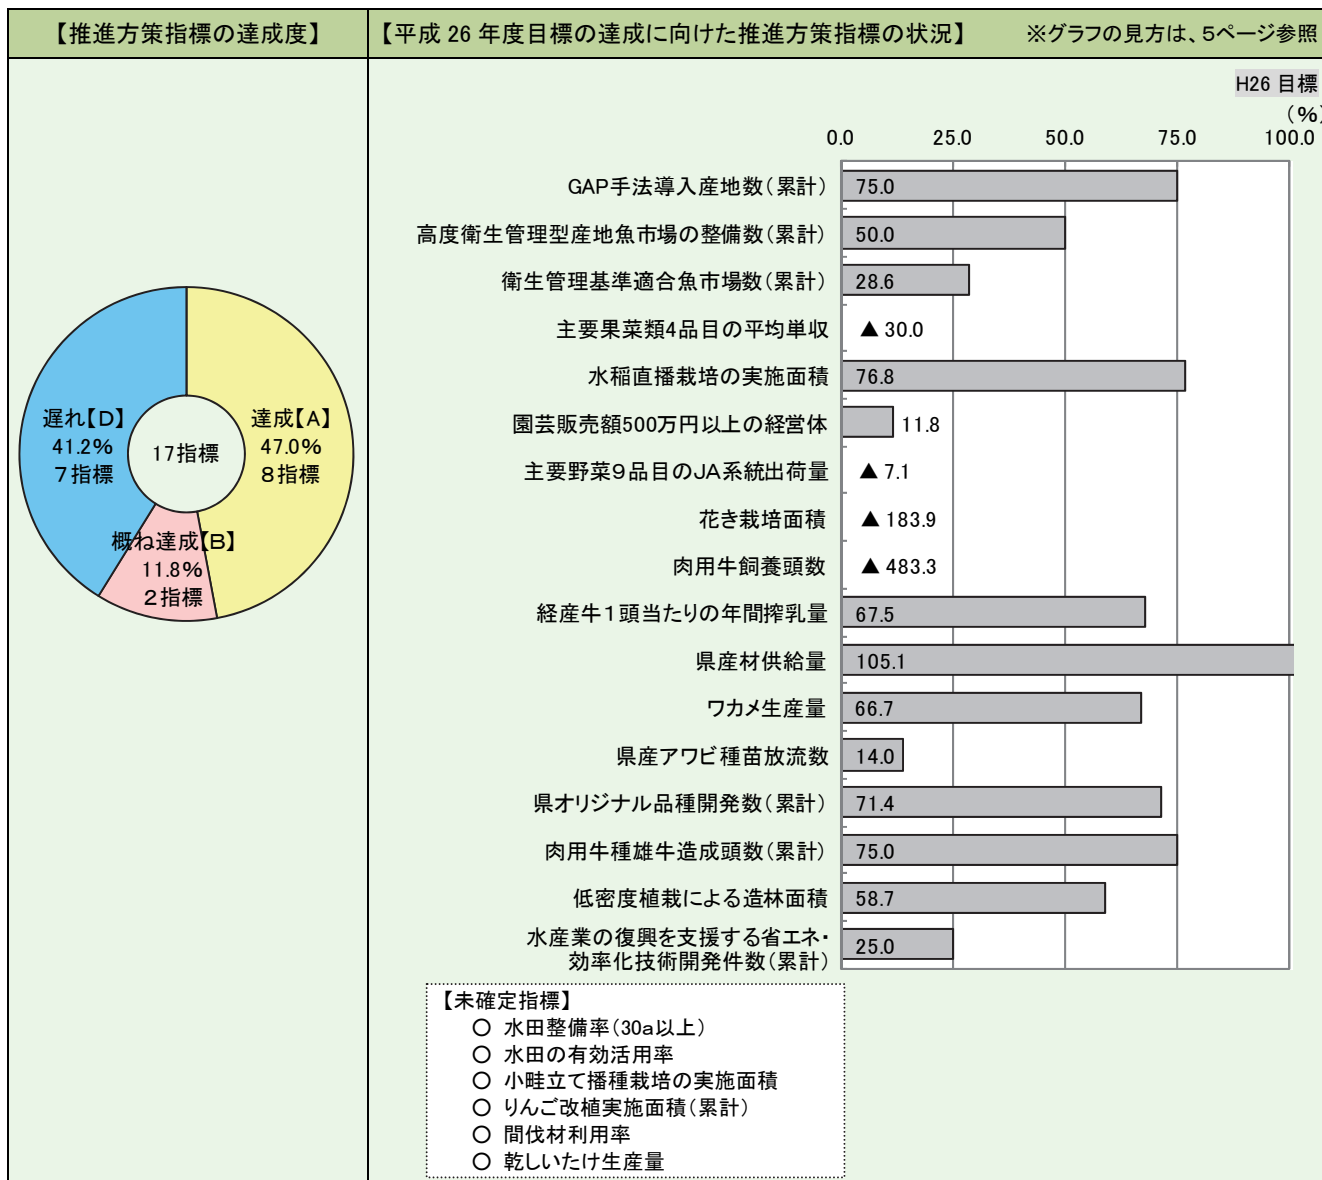 【推進方策指標の達成度】
【平成 26 年度目標の達成に向けた推進方策指標の状況】 ※グラフの見方は、5ページ参照
遅れ【D】
41.2%
7指標
17指標
達成【A】
47.0%
8指標
概ね達成【B】
11.8%
2指標
H26 目標
(%)
0.0 25.0 50.0 75.0 100.0
GAP手法導入産地数(累計) 75.0
高度衛生管理型産地魚市場の整備数(累計) 50.0
衛生管理基準適合魚市場数(累計) 28.6
主要果菜類4品目の平均単収 ▲ 30.0
水稲直播栽培の実施面積 76.8
園芸販売額500万円以上の経営体 11.8
主要野菜9品目のJA系統出荷量 ▲ 7.1
花き栽培面積 ▲ 183.9
肉用牛飼養頭数 ▲ 483.3
経産牛1頭当たりの年間搾乳量 67.5
県産材供給量 105.1
ワカメ生産量 66.7
県産アワビ種苗放流数 14.0
県オリジナル品種開発数(累計) 71.4
肉用牛種雄牛造成頭数(累計) 75.0
低密度植栽による造林面積 58.7
水産業の復興を支援する省エネ・
効率化技術開発件数(累計) 25.0
【未確定指標】
○ 水田整備率(30a以上)
○ 水田の有効活用率
○ 小畦立て播種栽培の実施面積
○ りんご改植実施面積(累計)
○ 間伐材利用率
○ 乾しいたけ生産量